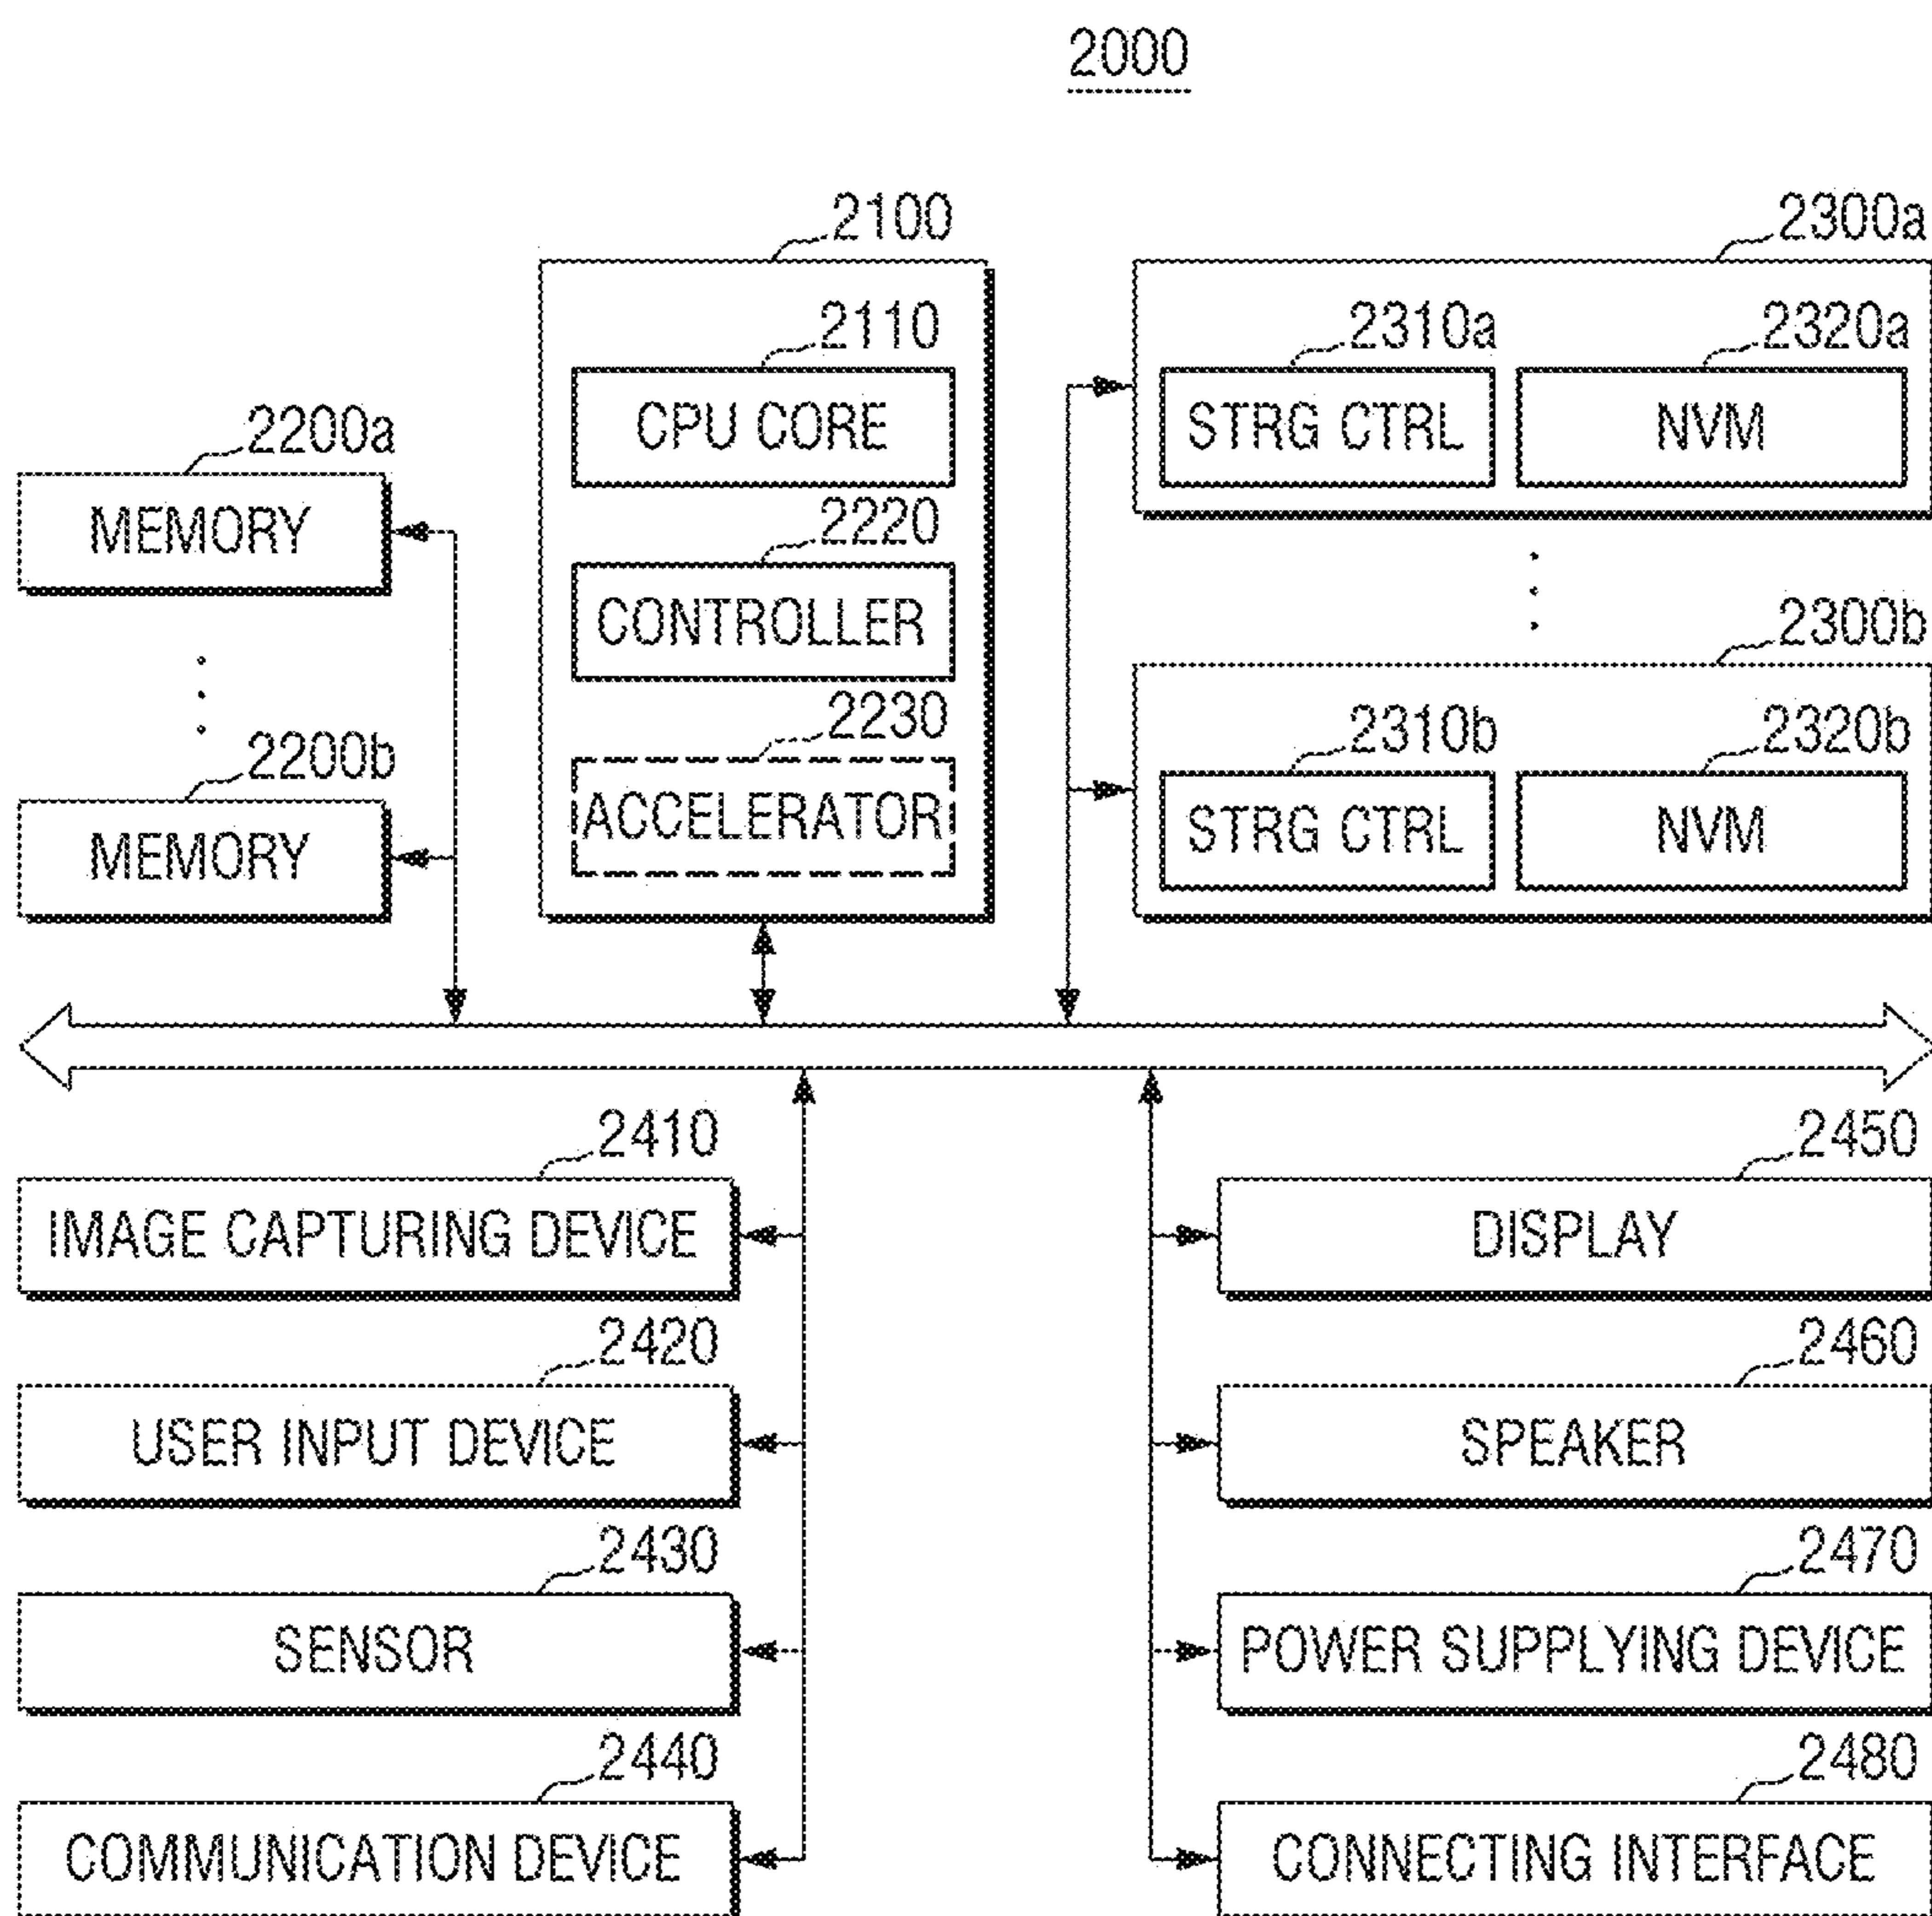 2000
2100
2110
CPU CORE
2220
CONTROLLER
2230
ACCELERATOR
2200a
MEMORY
2200b
MEMORY
2300a
2310a
STRG CTRL
2320a
NVM
2300b
2310b
STRG CTRL
2320b
NVM
2410
IMAGE CAPTURING DEVICE
2420
USER INPUT DEVICE
2430
SENSOR
2440
COMMUNICATION DEVICE
2450
DISPLAY
2460
SPEAKER
2470
POWER SUPPLYING DEVICE
2480
CONNECTING INTERFACE